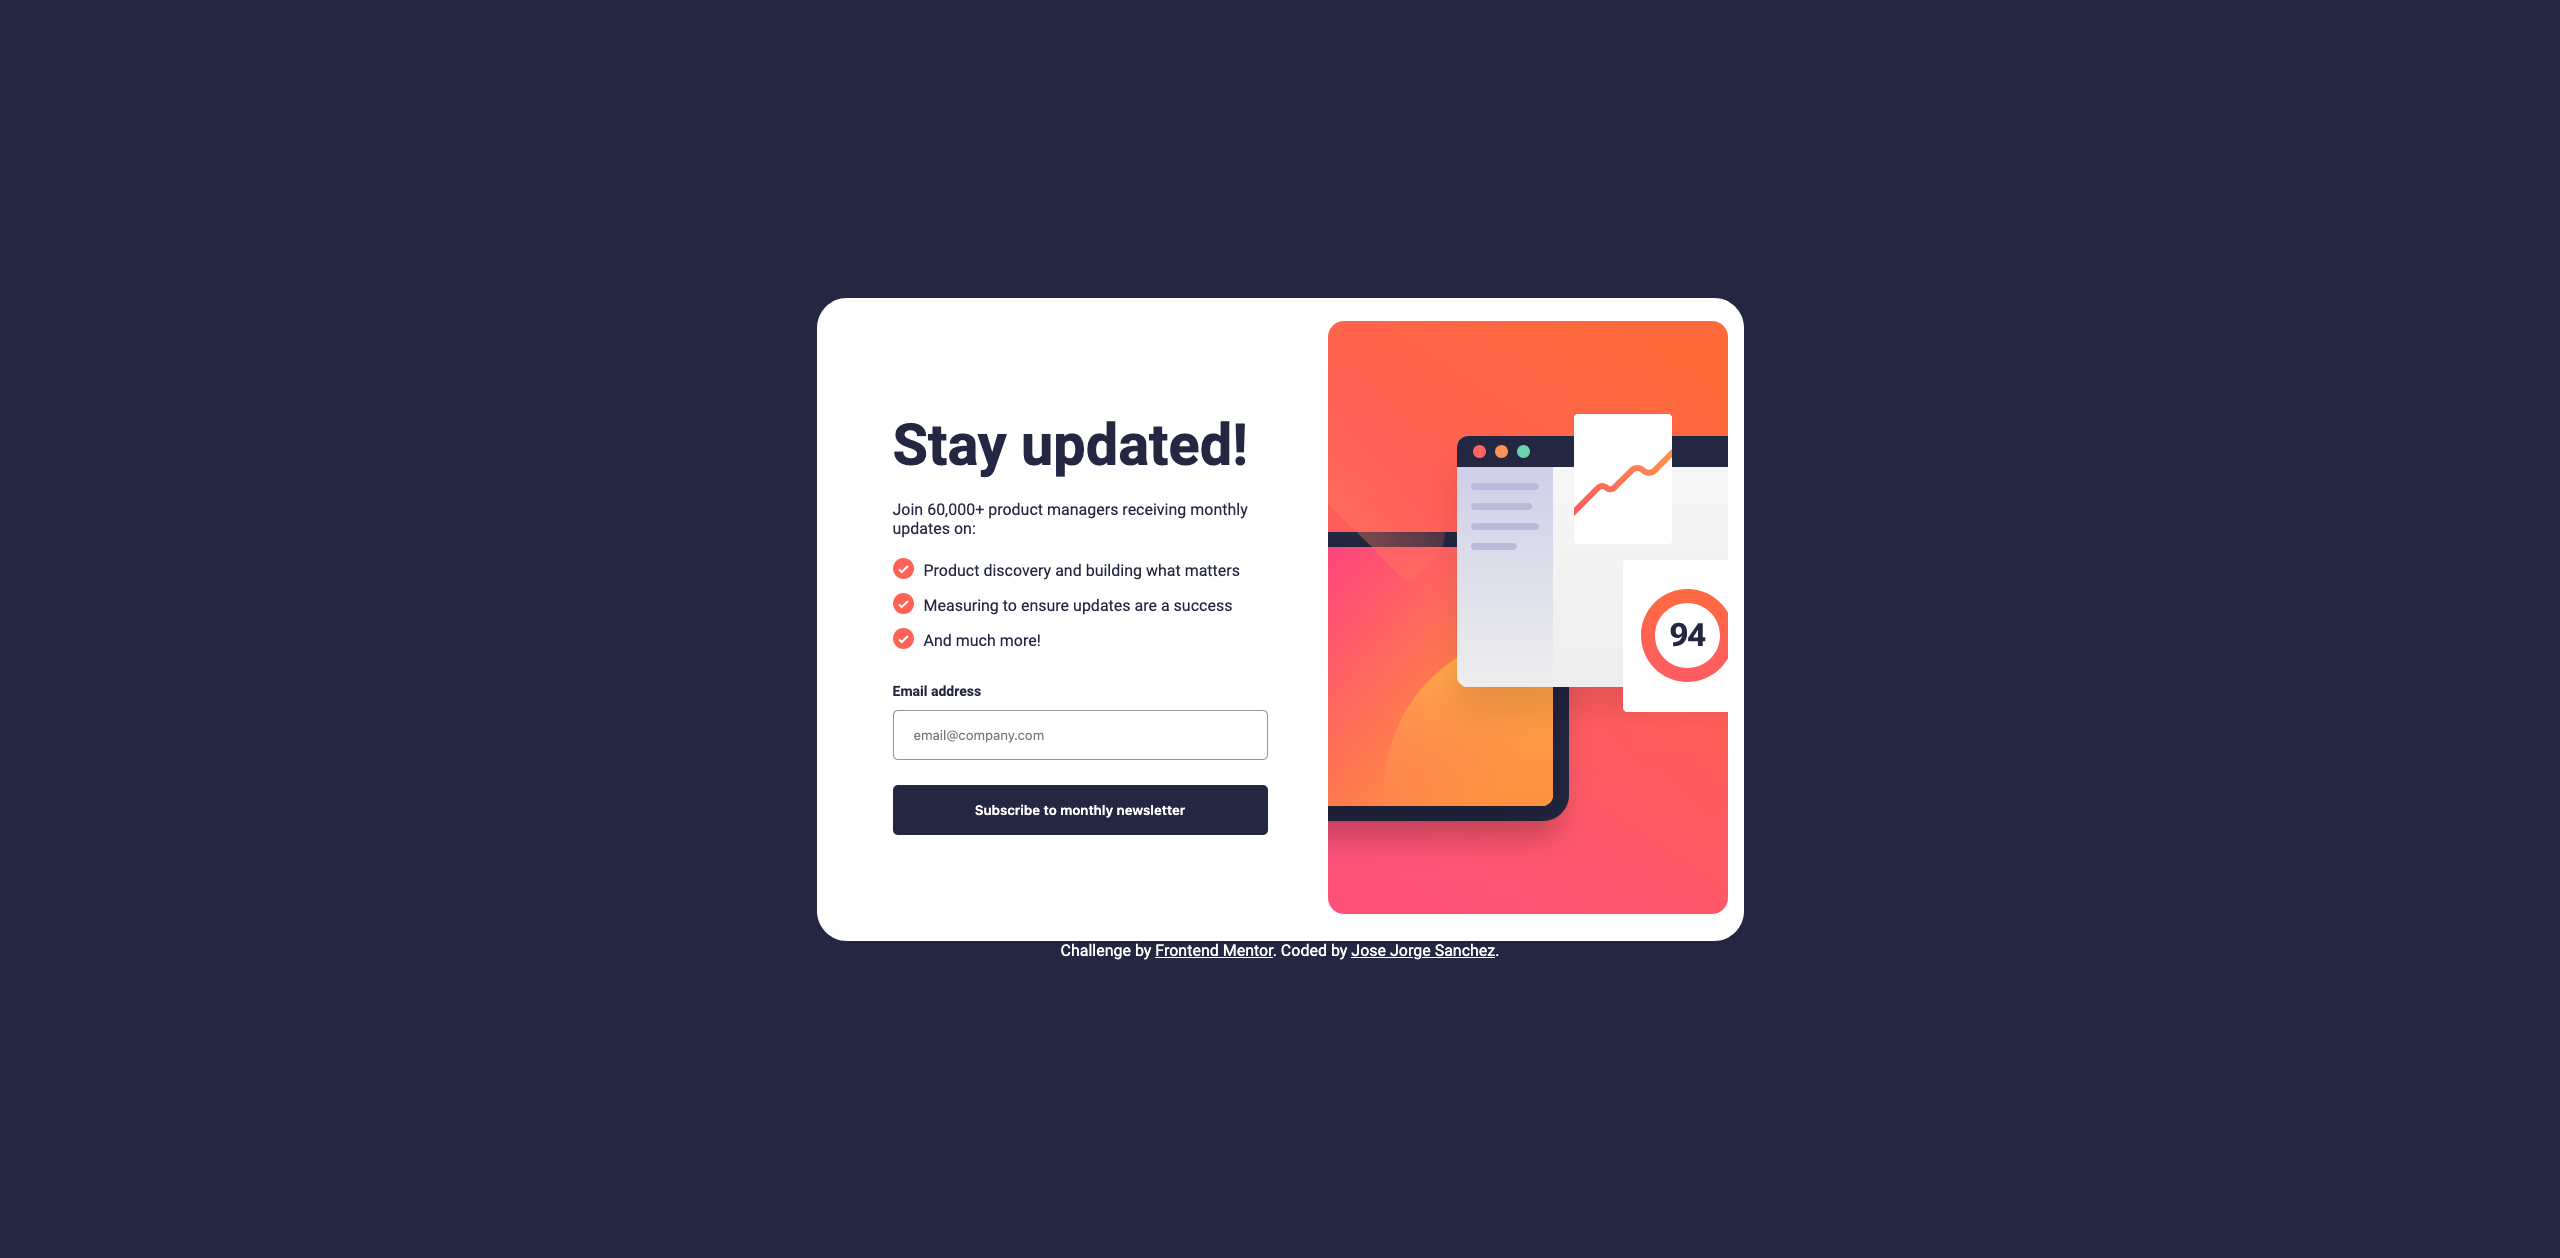 Stay updated!
Join 60,000+ product managers receiving monthly
updates on:
Product discovery and building what matters
Measuring to ensure updates are a success
And much more!
Email address
email@company.com
Subscribe to monthly newsletter
94
Challenge by Frontend Mentor. Coded by Jose Jorge Sanchez.